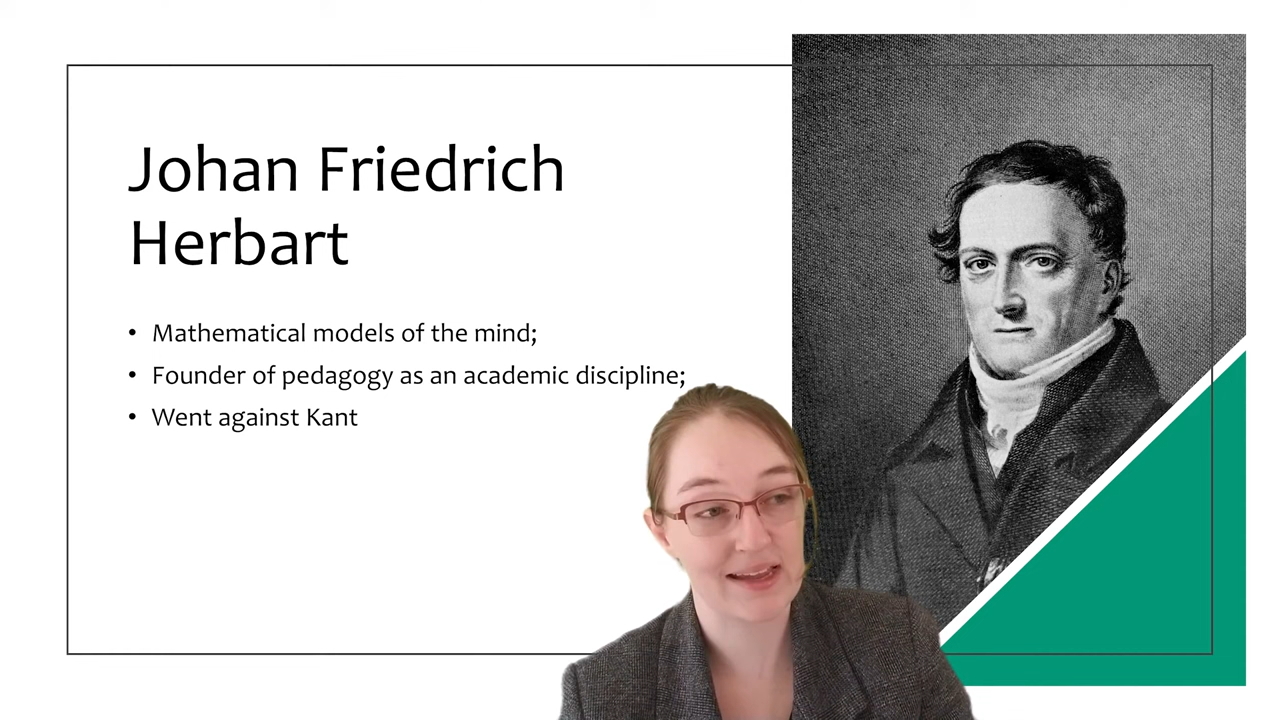 Johan Friedrich
Herbart
• Mathematical models of the mind;
• Founder of pedagogy as an academic discipline;
• Went against Kant